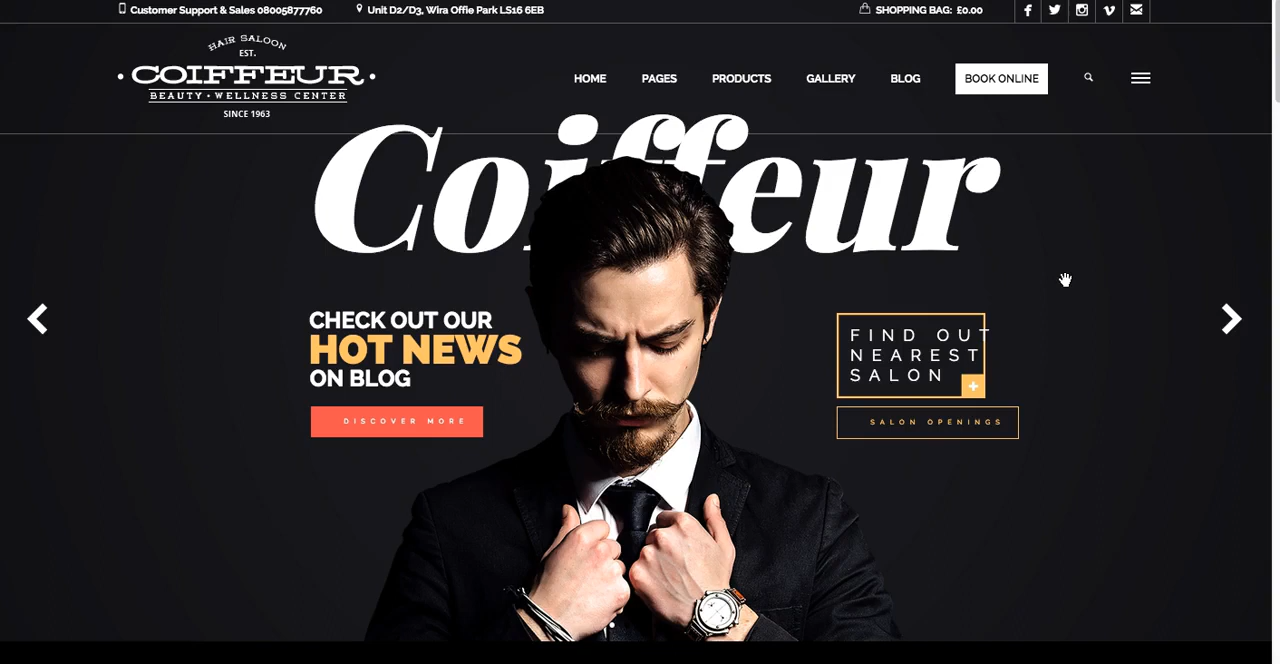 Customer Support & Sales 08005877760
Unit D2/D3, Wira Offie Park LS16 6EB
SHOPPING BAG: £0.00
HAIR SALOON
EST.
• COIFFEUR •
BEAUTY • WELLNESS CENTER
SINCE 1963
HOME
PAGES
PRODUCTS
GALLERY
BLOG
BOOK ONLINE
Coiffeur
CHECK OUT OUR
HOT NEWS
ON BLOG
DISCOVER MORE
FIND OUT
NEAREST
SALON
+
SALON OPENINGS